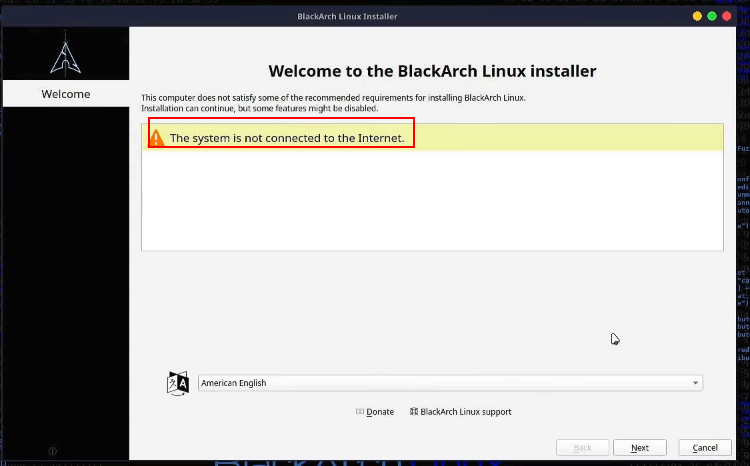 BlackArch Linux Installer
Welcome
Welcome to the BlackArch Linux installer
This computer does not satisfy some of the recommended requirements for installing BlackArch Linux.
Installation can continue, but some features might be disabled.
The system is not connected to the Internet.
American English
Donate
BlackArch Linux support
Back
Next
Cancel